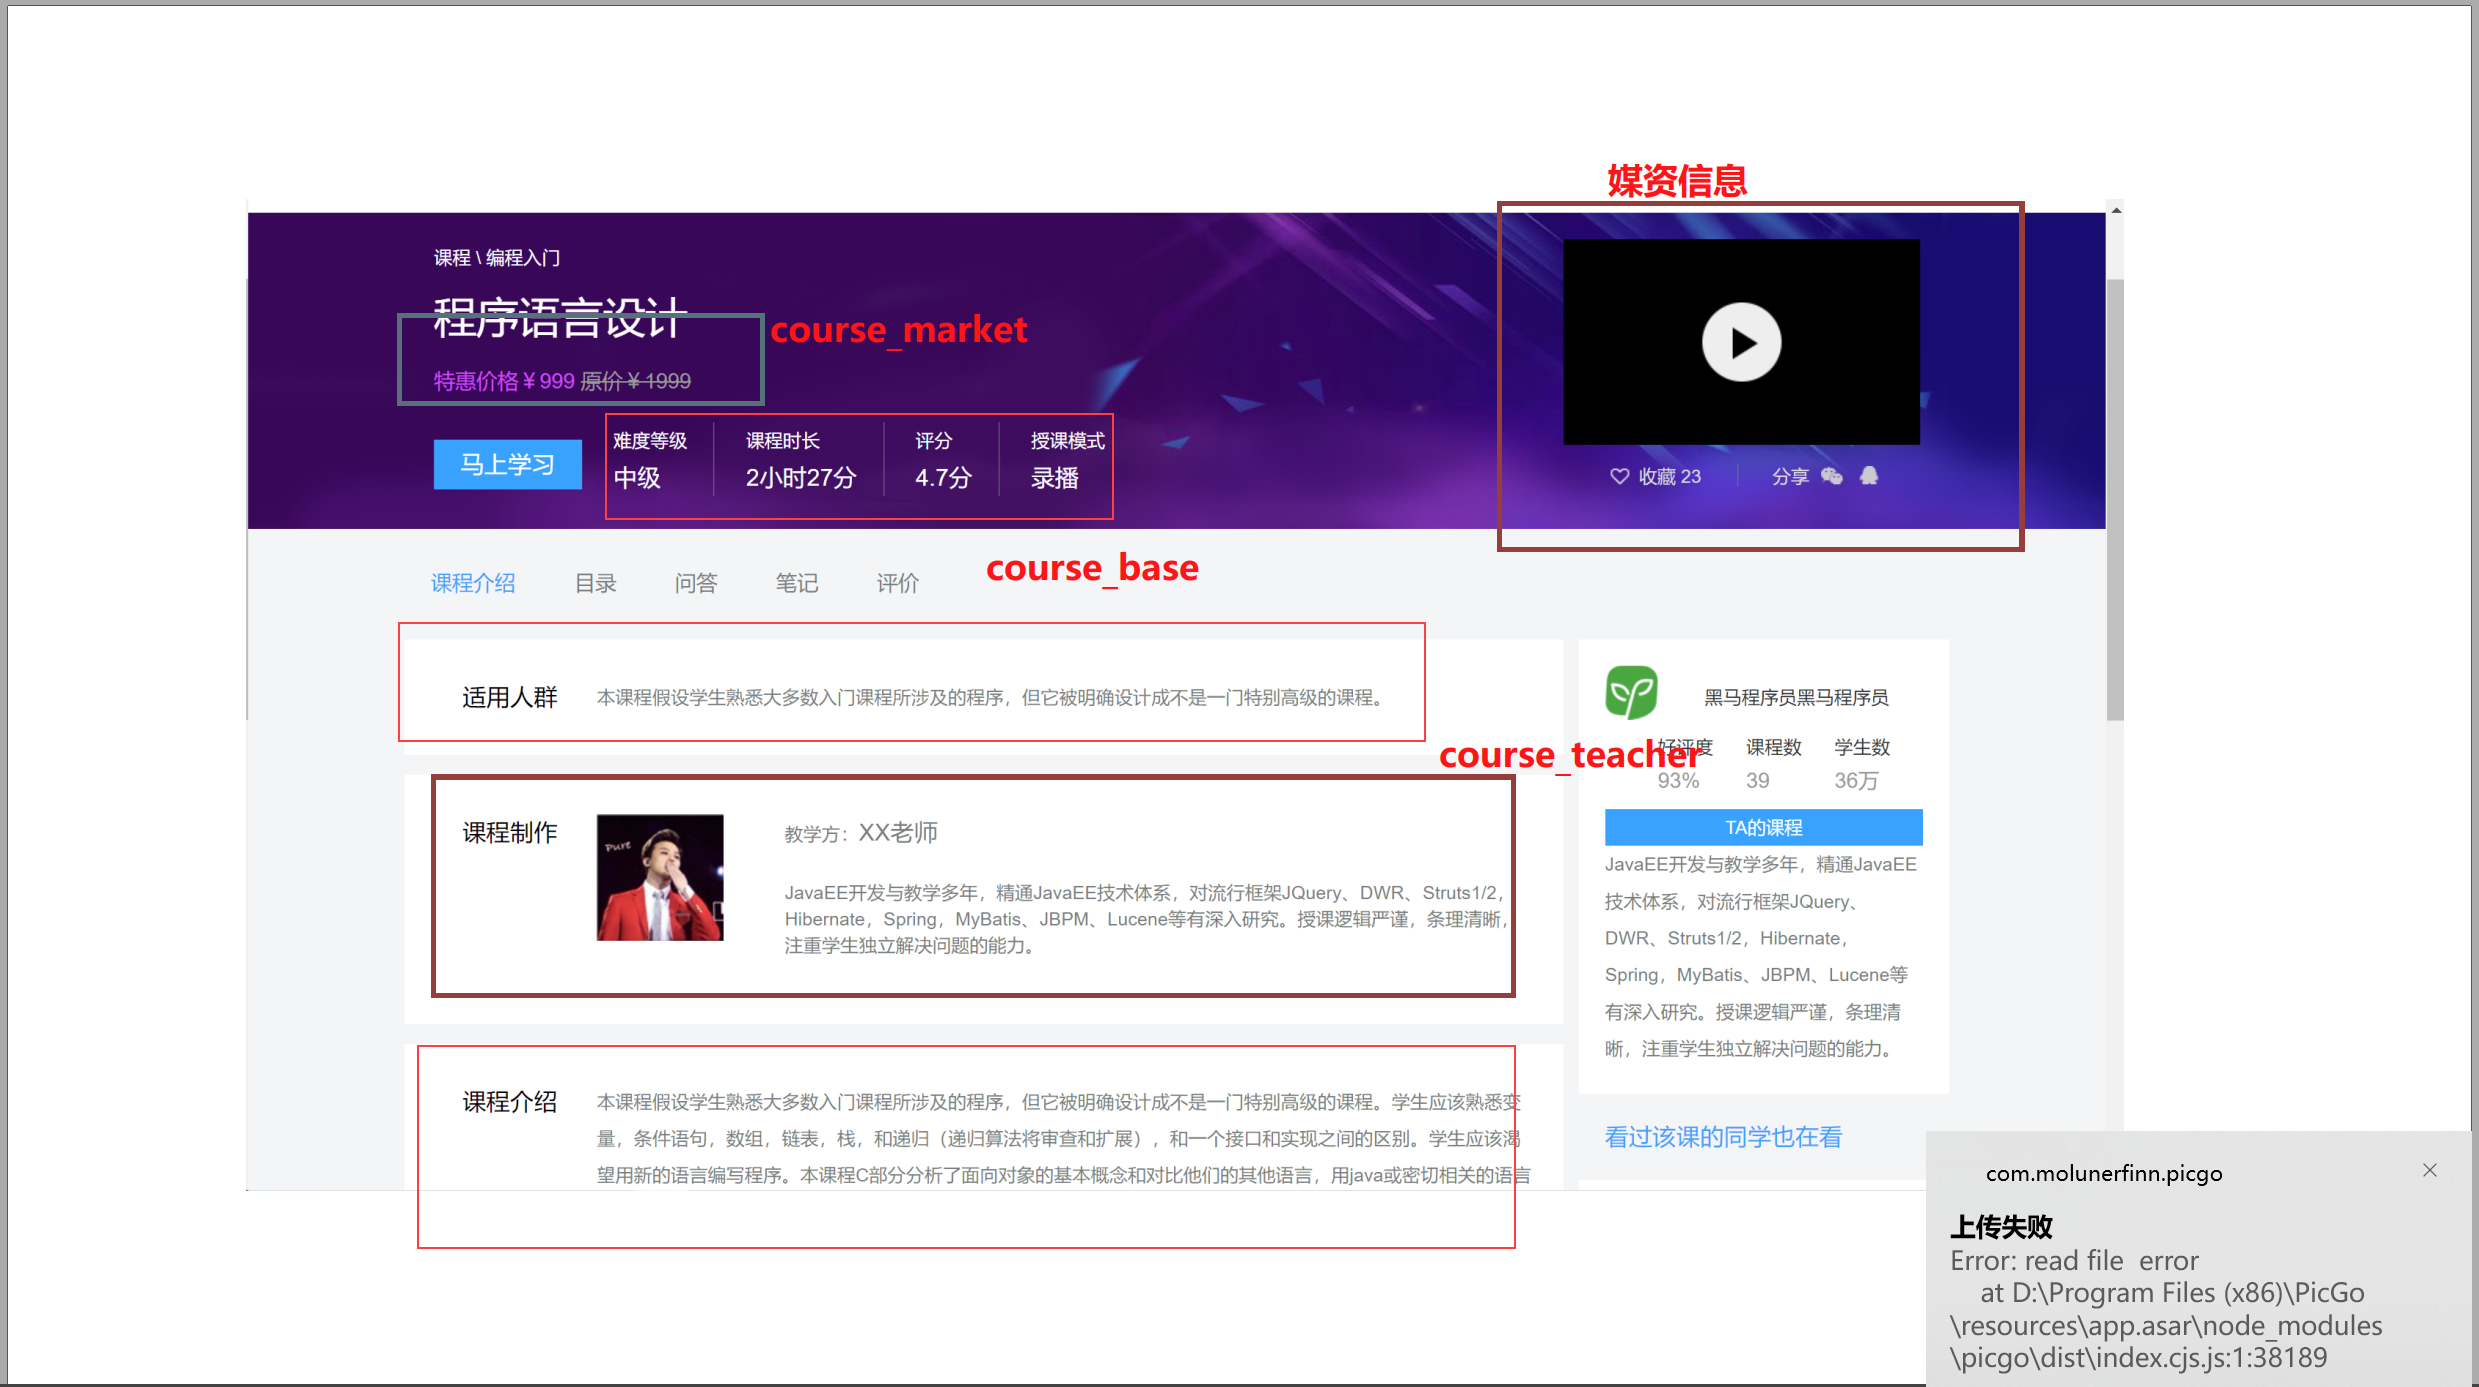 媒资信息
课程 \ 编程入门
程序语言设计
course_market
特惠价格￥999 原价￥1999
马上学习
难度等级 课程时长 评分 授课模式
中级 2小时27分 4.7分 录播
收藏 23 分享
课程介绍 目录 问答 笔记 评价
course_base
适用人群 本课程假设学生熟悉大多数入门课程所涉及的程序，但它被明确设计成不是一门特别高级的课程。
course_teacher
课程制作
Pure
教学方：XX老师
JavaEE开发与教学多年，精通JavaEE技术体系，对流行框架JQuery、DWR、Struts1/2，
Hibernate，Spring，MyBatis、JBPM、Lucene等有深入研究。授课逻辑严谨，条理清晰，
注重学生独立解决问题的能力。
课程介绍 本课程假设学生熟悉大多数入门课程所涉及的程序，但它被明确设计成不是一门特别高级的课程。学生应该熟悉变
量，条件语句，数组，链表，栈，和递归（递归算法将审查和扩展），和一个接口和实现之间的区别。学生应该渴
望用新的语言编写程序。本课程C部分分析了面向对象的基本概念和对比他们的其他语言，用java或密切相关的语言
黑马程序员黑马程序员
好评度 课程数 学生数
93% 39 36万
TA的课程
JavaEE开发与教学多年，精通JavaEE
技术体系，对流行框架JQuery、
DWR、Struts1/2，Hibernate，
Spring，MyBatis、JBPM、Lucene等
有深入研究。授课逻辑严谨，条理清
晰，注重学生独立解决问题的能力。
看过该课的同学也在看
com.molunerfinn.picgo
上传失败
Error: read file  error
at D:\Program Files (x86)\PicGo
\resources\app.asar\node_modules
\picgo\dist\index.cjs.js:1:38189